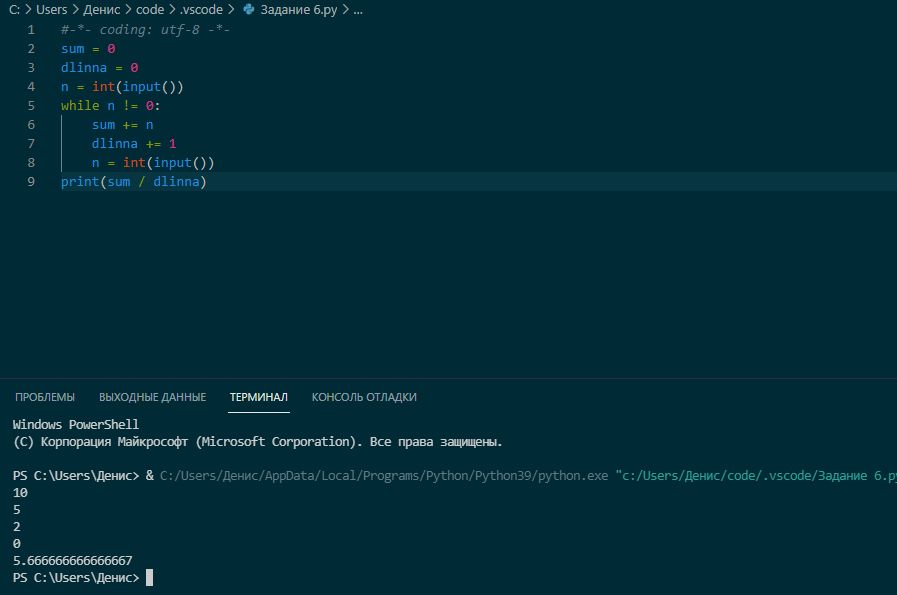 C: > Users > Денис > code > .vscode > Задание 6.py > ...
1 #-*- coding: utf-8 -*-
2 sum = 0
3 dlinna = 0
4 n = int(input())
5 while n != 0:
6     sum += n
7     dlinna += 1
8     n = int(input())
9 print(sum / dlinna)
ПРОБЛЕМЫ ВЫХОДНЫЕ ДАННЫЕ ТЕРМИНАЛ КОНСОЛЬ ОТЛАДКИ
Windows PowerShell
(C) Корпорация Майкрософт (Microsoft Corporation). Все права защищены.
PS C:\Users\Денис> & C:/Users/Денис/AppData/Local/Programs/Python/Python39/python.exe "c:/Users/Денис/code/.vscode/Задание 6.py
10
5
2
0
5.666666666666667
PS C:\Users\Денис>